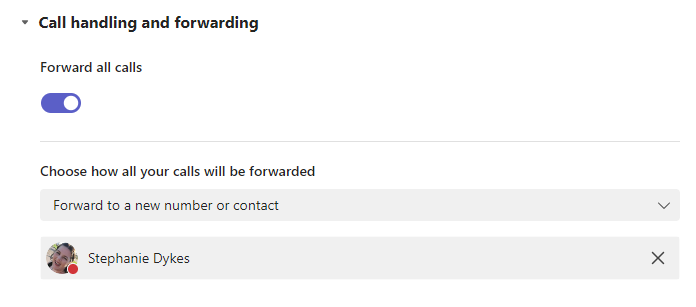 Call handling and forwarding
Forward all calls
Choose how all your calls will be forwarded
Forward to a new number or contact
Stephanie Dykes